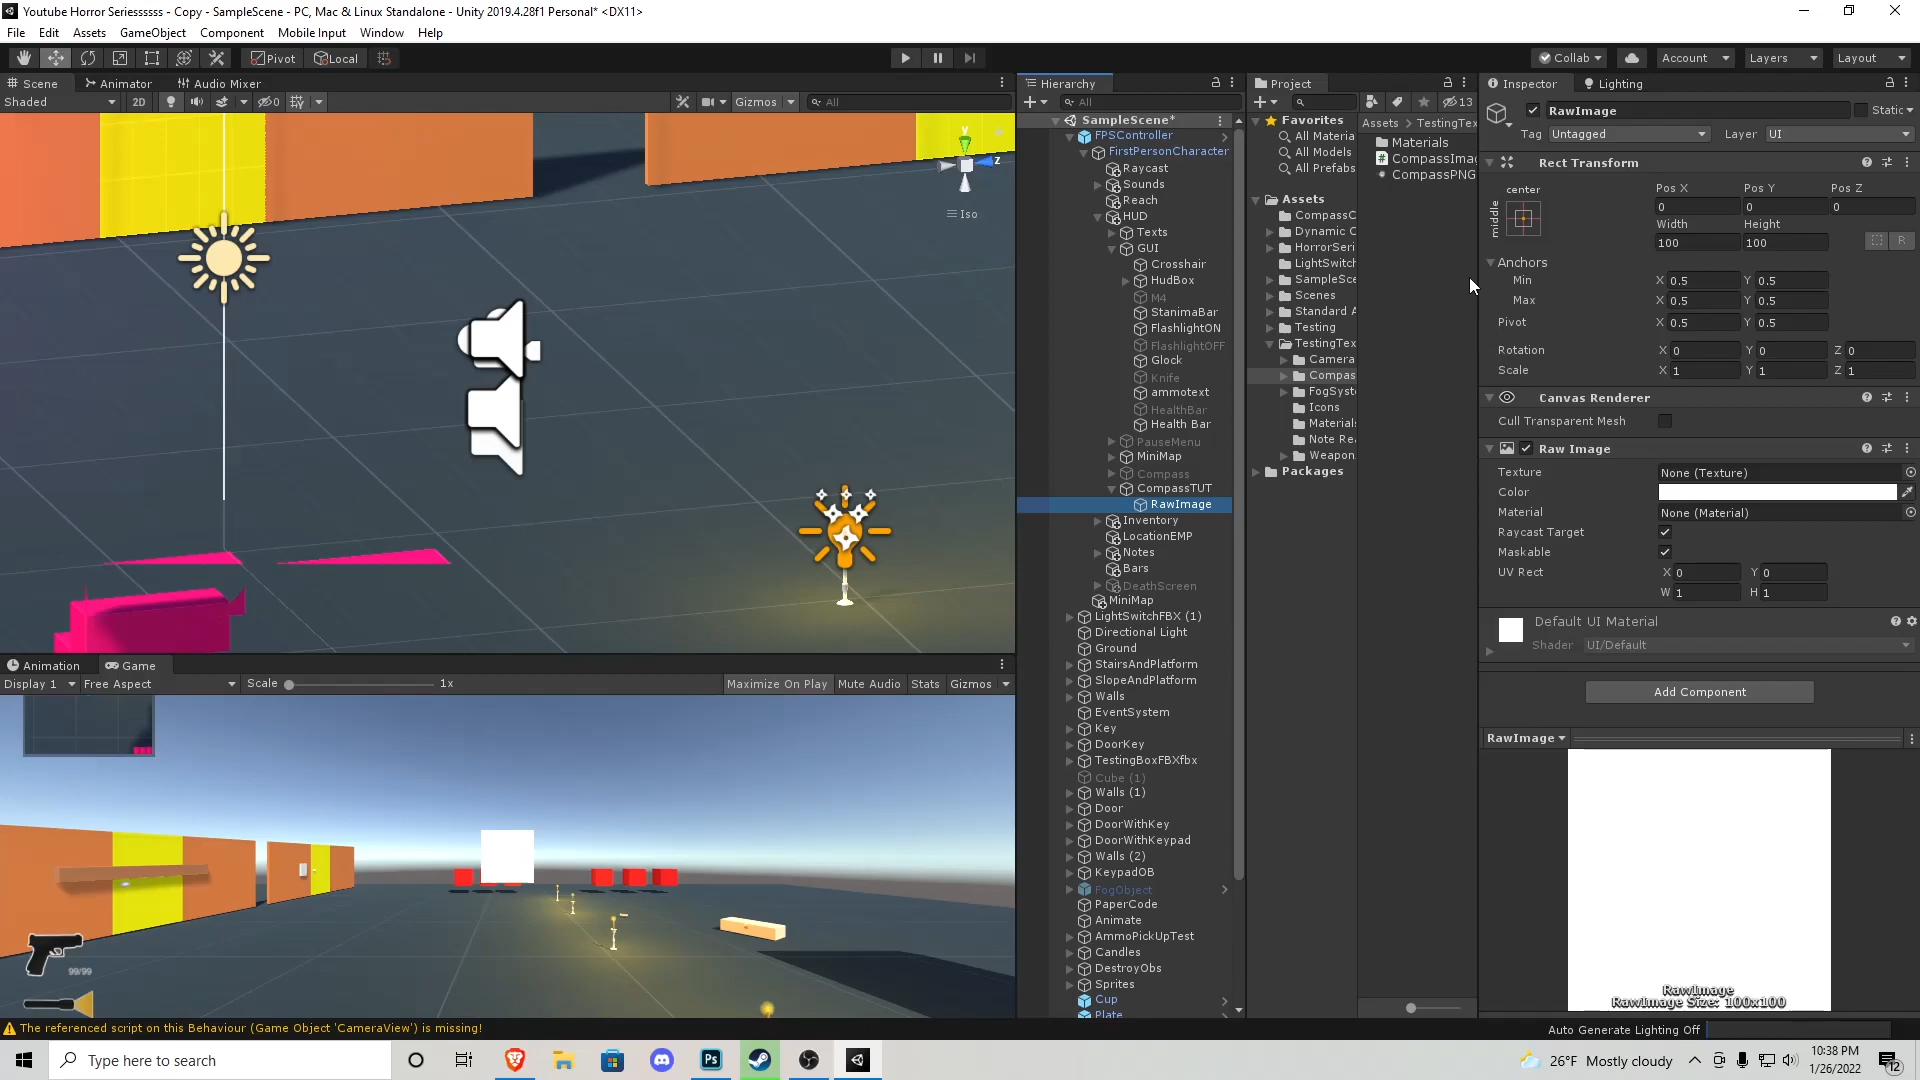 Youtube Horror Seriesssss - Copy - SampleScene - PC, Mac & Linux Standalone - Unity 2019.4.28f1 Personal* <DX11>
File Edit Assets GameObject Component Mobile Input Window Help
Pivot Local Collab Account Layers Layout
Scene Animator Audio Mixer
Shaded 2D 0 Gizmos All
y
z
Iso
Animation Game
Display 1 Free Aspect Scale 1x Maximize On Play Mute Audio Stats Gizmos
99/99
Hierarchy
All
SampleScene*
FPSController
FirstPersonCharacter
Raycast
Sounds
Reach
HUD
Texts
GUI
Crosshair
HudBox
M4
StanimaBar
FlashlightON
FlashlightOFF
Glock
Knife
ammotext
HealthBar
Health Bar
PauseMenu
MiniMap
Compass
CompassTUT
RawImage
Inventory
LocationEMP
Notes
Bars
DeathScreen
MiniMap
LightSwitchFBX (1)
Directional Light
Ground
StairsAndPlatform
SlopeAndPlatform
Walls
EventSystem
Key
DoorKey
TestingBoxFBXfbx
Cube (1)
Walls (1)
Door
DoorWithKey
DoorWithKeypad
Walls (2)
KeypadOB
FogObject
PaperCode
Animate
AmmoPickUpTest
Candles
DestroyObs
Sprites
Cup
Plate
Project
13
Favorites
All Materia
All Models
All Prefabs
Assets
CompassC
Dynamic C
HorrorSeri
LightSwitch
SampleSce
Scenes
Standard A
Testing
TestingTex
Camera
Compas
FogSyst
Icons
Material
Note Re
Weapon
Packages
Assets > TestingTex
Materials
CompassImag
CompassPNG
Inspector Lighting
RawImage Static
Tag Untagged Layer UI
Rect Transform
center
middle
Pos X Pos Y Pos Z
0 0 0
Width Height
100 100
R
Anchors
Min X 0.5 Y 0.5
Max X 0.5 Y 0.5
Pivot X 0.5 Y 0.5
Rotation X 0 Y 0 Z 0
Scale X 1 Y 1 Z 1
Canvas Renderer
Cull Transparent Mesh
Raw Image
Texture None (Texture)
Color
Material None (Material)
Raycast Target
Maskable
UV Rect X 0 Y 0
W 1 H 1
Default UI Material
Shader UI/Default
Add Component
RawImage
RawImage
RawImage Size: 100x100
The referenced script on this Behaviour (Game Object 'CameraView') is missing!
Auto Generate Lighting Off
Type here to search
Ps
26°F Mostly cloudy
10:38 PM
1/26/2022
12